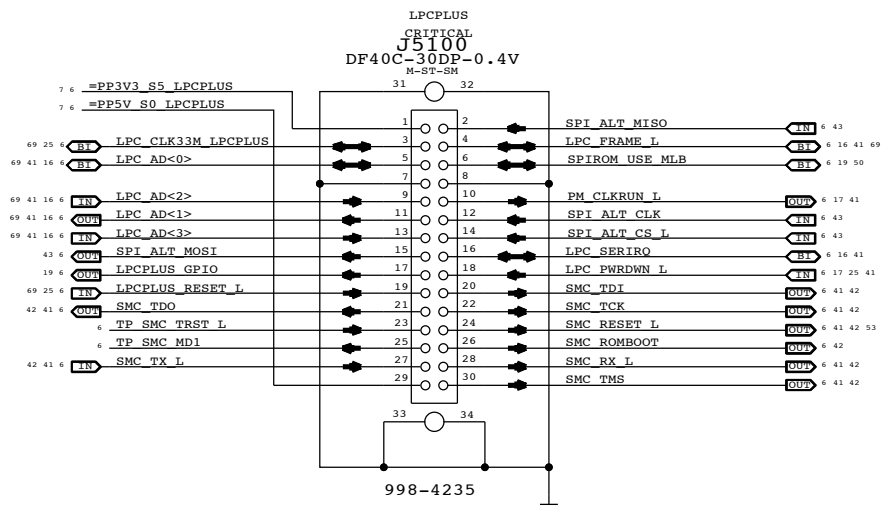 LPCPLUS
CRITICAL
J5100
DF40C-30DP-0.4V
M-ST-SM
31 32
7 6 =PP3V3_S5_LPCPLUS
7 6 =PP5V_S0_LPCPLUS
1 2 SPI_ALT_MISO IN 6 43
69 25 6 BI LPC_CLK33M_LPCPLUS 3 4 LPC_FRAME_L BI 6 16 41 69
69 41 16 6 BI LPC_AD<0> 5 6 SPIROM_USE_MLB BI 6 19 50
7 8
69 41 16 6 IN LPC_AD<2> 9 10 PM_CLKRUN_L OUT 6 17 41
69 41 16 6 OUT LPC_AD<1> 11 12 SPI_ALT_CLK IN 6 43
69 41 16 6 IN LPC_AD<3> 13 14 SPI_ALT_CS_L IN 6 43
43 6 OUT SPI_ALT_MOSI 15 16 LPC_SERIRQ BI 6 16 41
19 6 OUT LPCPLUS_GPIO 17 18 LPC_PWRDWN_L IN 6 17 25 41
69 25 6 IN LPCPLUS_RESET_L 19 20 SMC_TDI OUT 6 41 42
42 41 6 OUT SMC_TDO 21 22 SMC_TCK OUT 6 41 42
6 TP_SMC_TRST_L 23 24 SMC_RESET_L OUT 6 41 42 53
6 TP_SMC_MD1 25 26 SMC_ROMBOOT OUT 6 42
42 41 6 IN SMC_TX_L 27 28 SMC_RX_L OUT 6 41 42
29 30 SMC_TMS OUT 6 41 42
33 34
998-4235